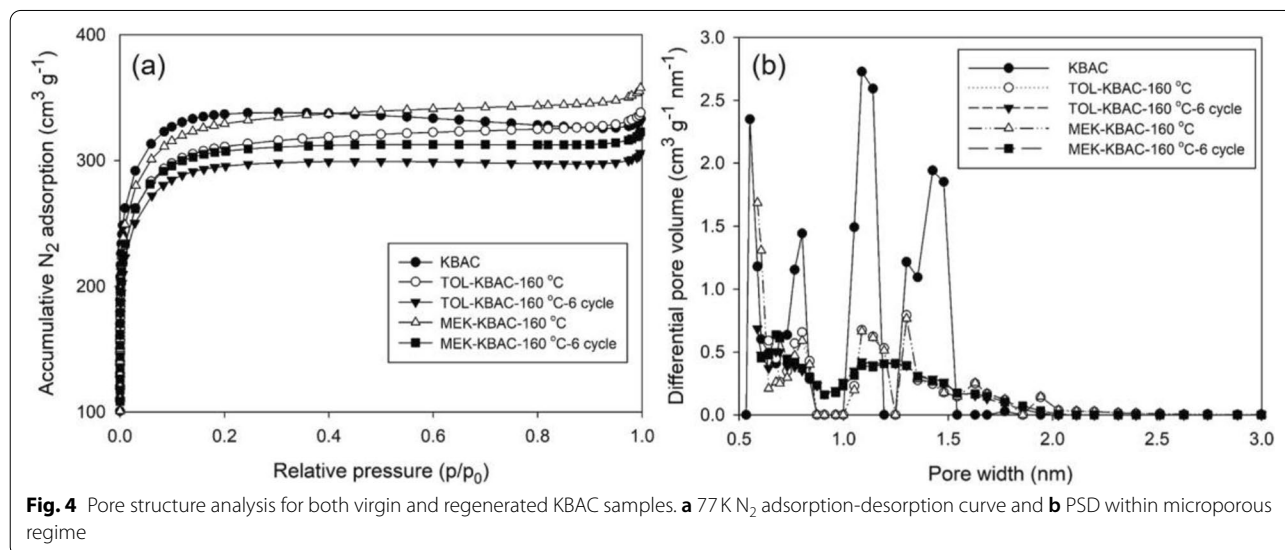 400
300
200
100
0.0 0.2 0.4 0.6 0.8 1.0
Accumulative N₂ adsorption (cm³ g⁻¹)
Relative pressure (p/p₀)
(a)
KBAC
TOL-KBAC-160 °C
TOL-KBAC-160 °C-6 cycle
MEK-KBAC-160 °C
MEK-KBAC-160 °C-6 cycle
3.0
2.5
2.0
1.5
1.0
0.5
0.0
0.5 1.0 1.5 2.0 2.5 3.0
Differential pore volume (cm³ g⁻¹ nm⁻¹)
Pore width (nm)
(b)
KBAC
TOL-KBAC-160 °C
TOL-KBAC-160 °C-6 cycle
MEK-KBAC-160 °C
MEK-KBAC-160 °C-6 cycle
Fig. 4 Pore structure analysis for both virgin and regenerated KBAC samples. a 77 K N₂ adsorption-desorption curve and b PSD within microporous
regime